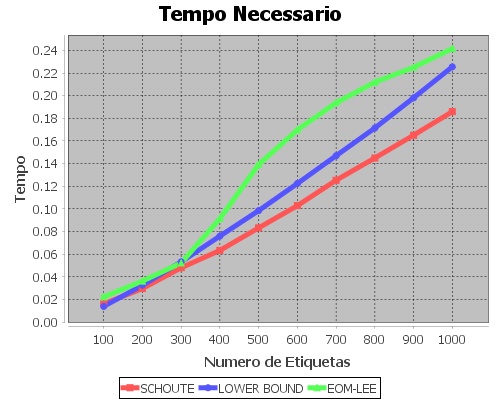 Tempo Necessario
0.24
0.22
0.20
0.18
0.16
0.14
0.12
0.10
0.08
0.06
0.04
0.02
0.00
Tempo
100 200 300 400 500 600 700 800 900 1000
Numero de Etiquetas
SCHOUTE LOWER BOUND EOM-LEE